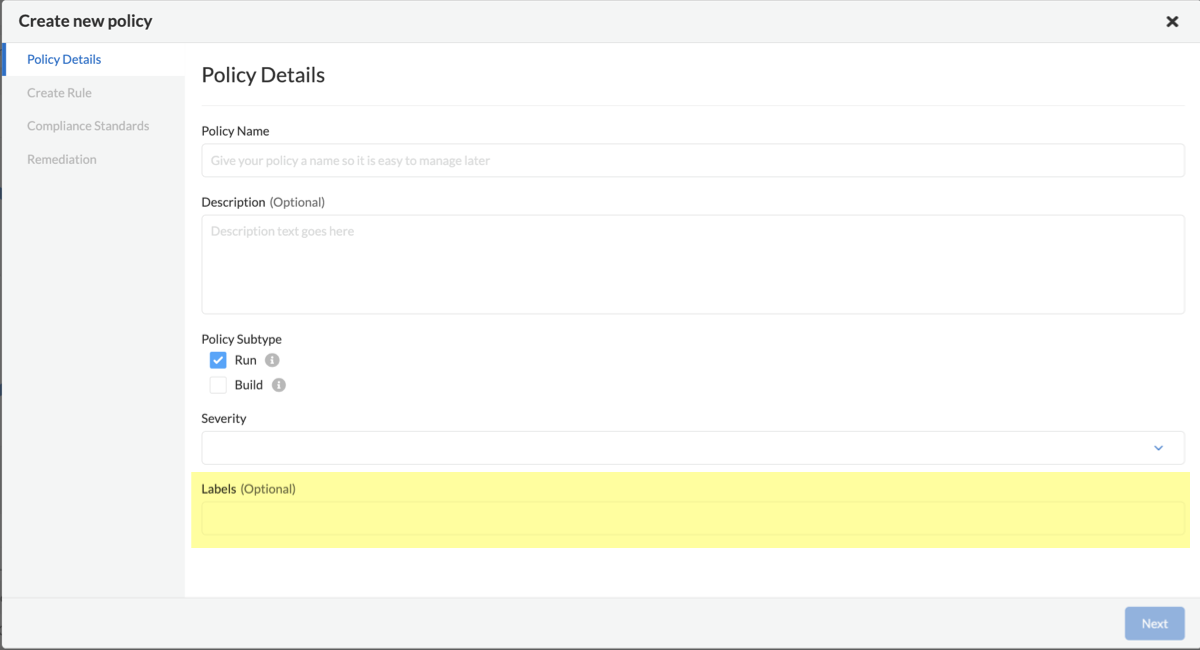 Create new policy
Policy Details
Create Rule
Compliance Standards
Remediation
Policy Details
Policy Name
Give your policy a name so it is easy to manage later
Description (Optional)
Description text goes here
Policy Subtype
Run
Build
Severity
Labels (Optional)
Next